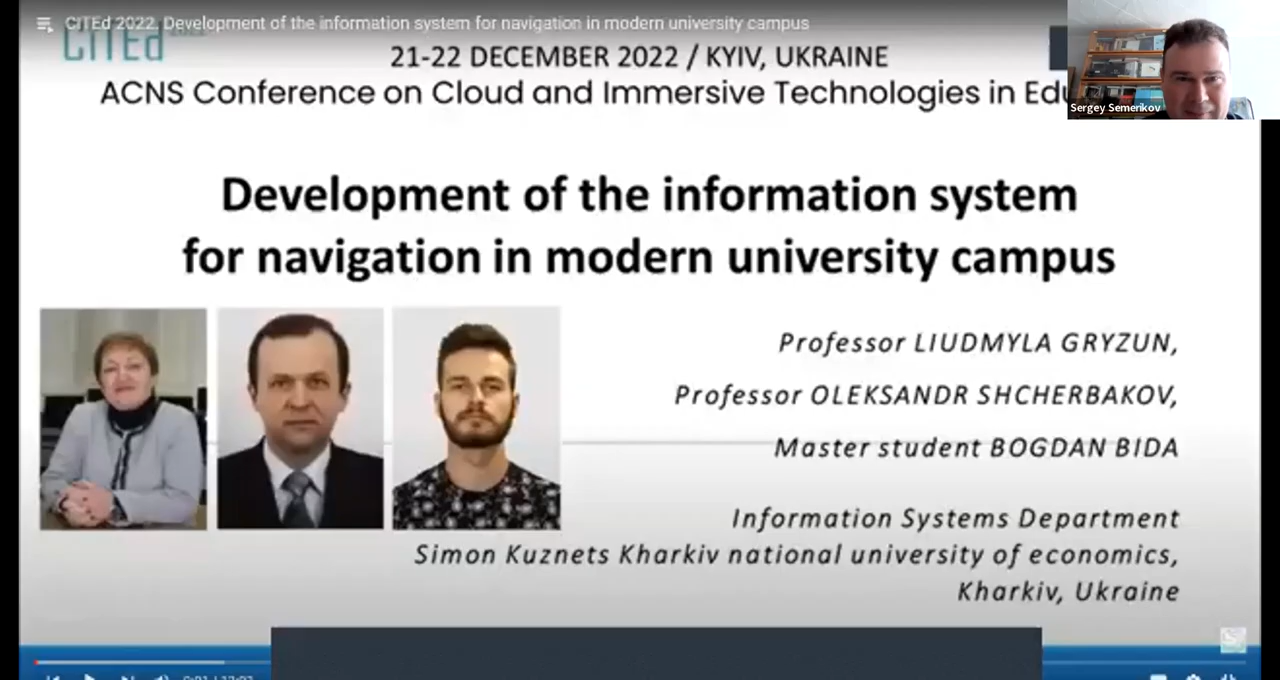 CITEd 2022. Development of the information system for navigation in modern university campus
CITEd
21-22 DECEMBER 2022 / KYIV, UKRAINE
ACNS Conference on Cloud and Immersive Technologies in Edu
Sergey Semerikov
Development of the information system
for navigation in modern university campus
Professor LIUDMYLA GRYZUN,
Professor OLEKSANDR SHCHERBAKOV,
Master student BOGDAN BIDA
Information Systems Department
Simon Kuznets Kharkiv national university of economics,
Kharkiv, Ukraine